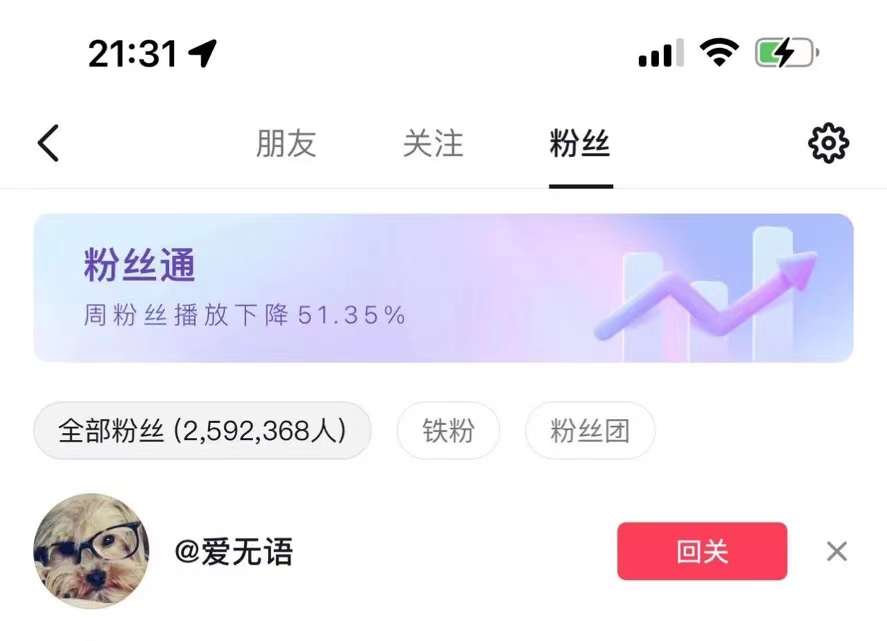 21:31
朋友 关注 粉丝
粉丝通
周粉丝播放下降51.35%
全部粉丝 (2,592,368人) 铁粉 粉丝团
@爱无语 回关